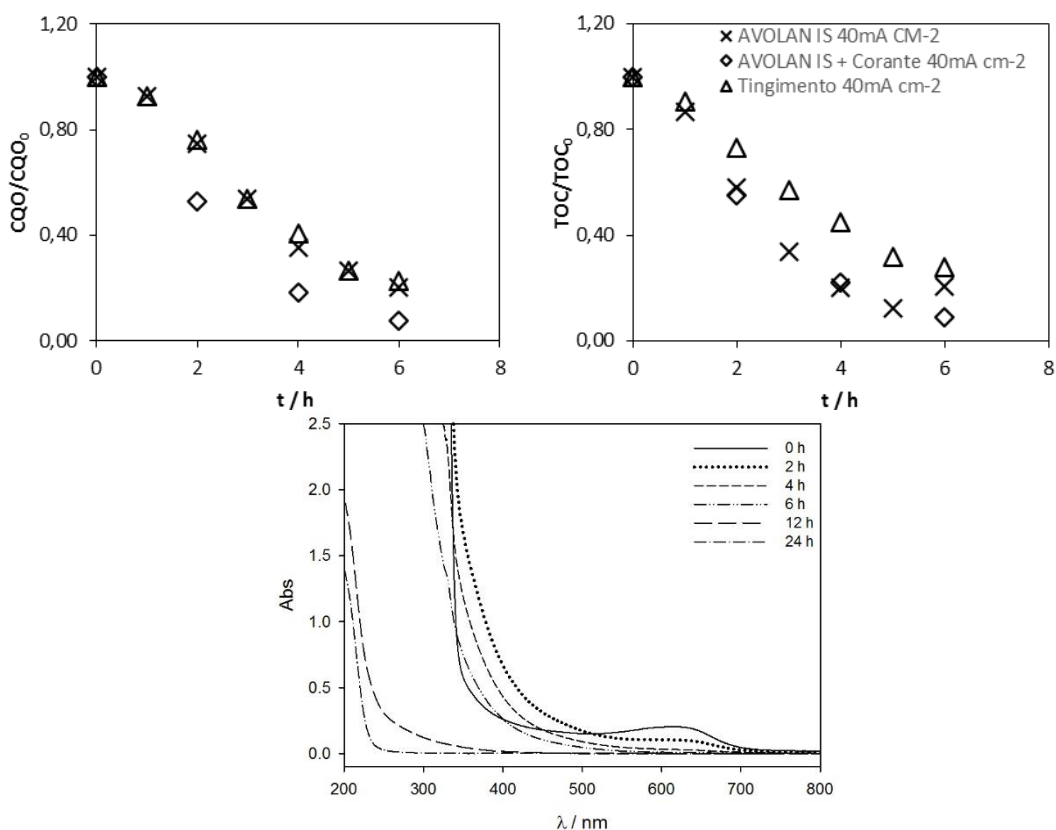 1,20
0,80
0,40
0,00
0 2 4 6 8
CQO/CQO₀
t / h
1,20
0,80
0,40
0,00
0 2 4 6 8
TOC/TOC₀
t / h
AVOLAN IS 40mA CM-2
AVOLAN IS + Corante 40mA cm-2
Tingimento 40mA cm-2
2.5
2.0
1.5
1.0
0.5
0.0
200 300 400 500 600 700 800
Abs
λ / nm
0 h
2 h
4 h
6 h
12 h
24 h